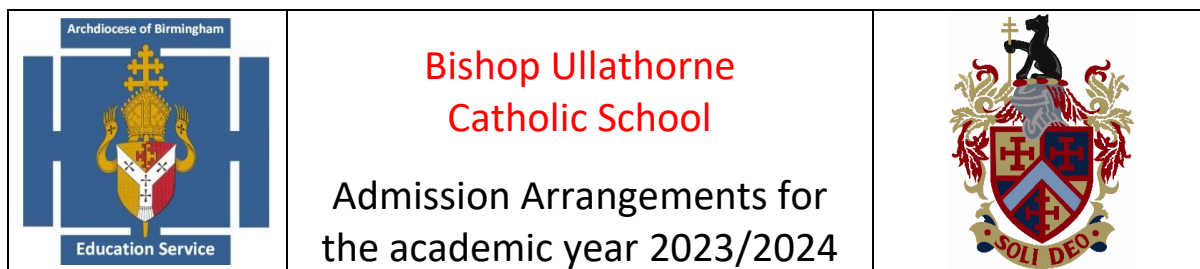 Archdiocese of Birmingham
Education Service
Bishop Ullathorne
Catholic School
Admission Arrangements for
the academic year 2023/2024
SOLI DEO